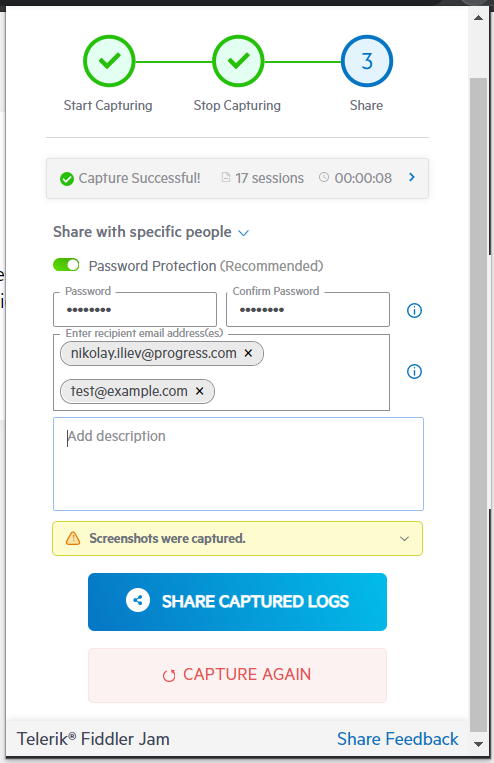 3
Start Capturing Stop Capturing Share
Capture Successful! 17 sessions 00:00:08
Share with specific people
Password Protection (Recommended)
Password Confirm Password
•••••••• ••••••••
Enter recipient email address(es)
nikolay.iliev@progress.com ×
test@example.com ×
Add description
Screenshots were captured.
SHARE CAPTURED LOGS
CAPTURE AGAIN
Telerik® Fiddler Jam Share Feedback